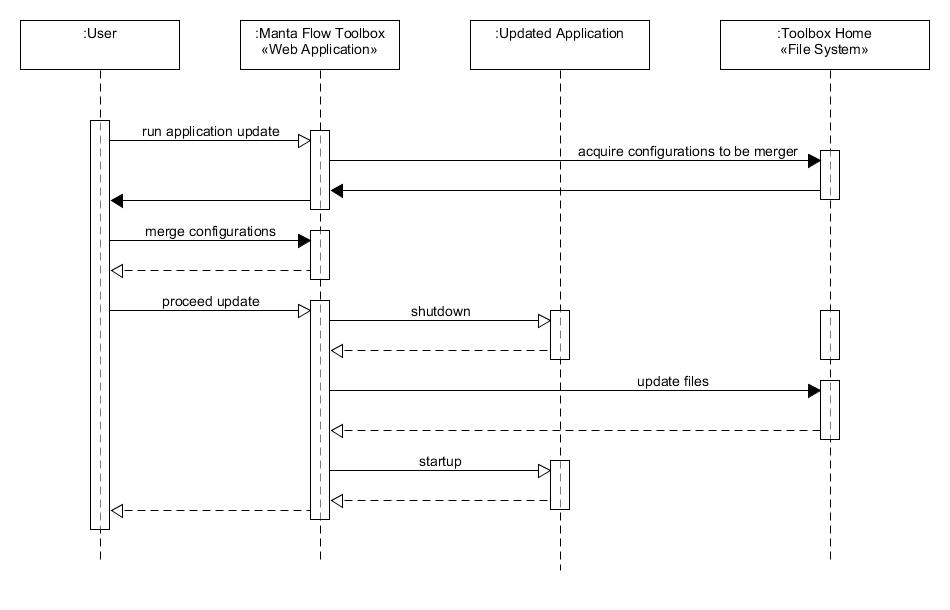 :User
:Manta Flow Toolbox
«Web Application»
:Updated Application
:Toolbox Home
«File System»
run application update
acquire configurations to be merger
merge configurations
proceed update
shutdown
update files
startup